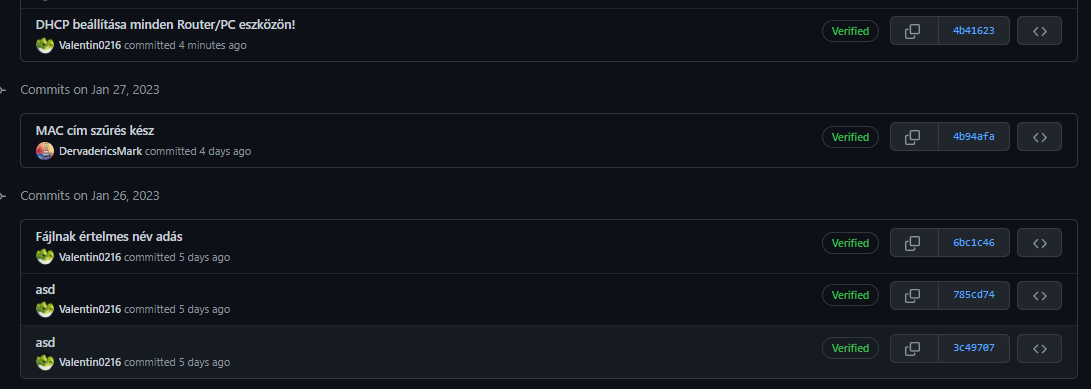 DHCP beállítása minden Router/PC eszközön!
Valentin0216 committed 4 minutes ago
Verified
4b41623
Commits on Jan 27, 2023
MAC cím szűrés kész
DervadericsMark committed 4 days ago
Verified
4b94afa
Commits on Jan 26, 2023
Fájlnak értelmes név adás
Valentin0216 committed 5 days ago
Verified
6bc1c46
asd
Valentin0216 committed 5 days ago
Verified
785cd74
asd
Valentin0216 committed 5 days ago
Verified
3c49707